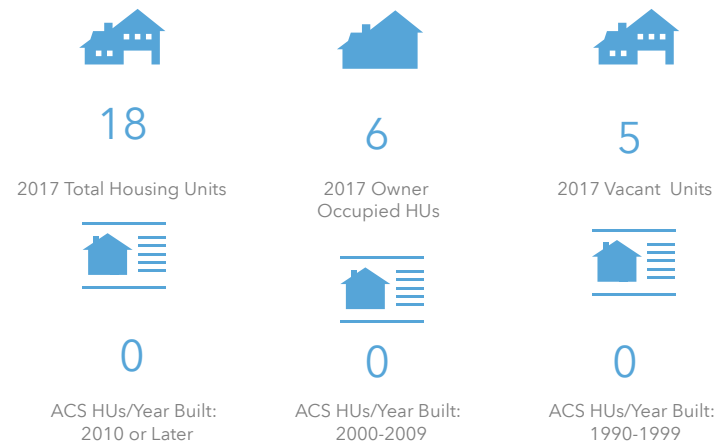 18
2017 Total Housing Units
6
2017 Owner
Occupied HUs
5
2017 Vacant Units
0
ACS HUs/Year Built:
2010 or Later
0
ACS HUs/Year Built:
2000-2009
0
ACS HUs/Year Built:
1990-1999